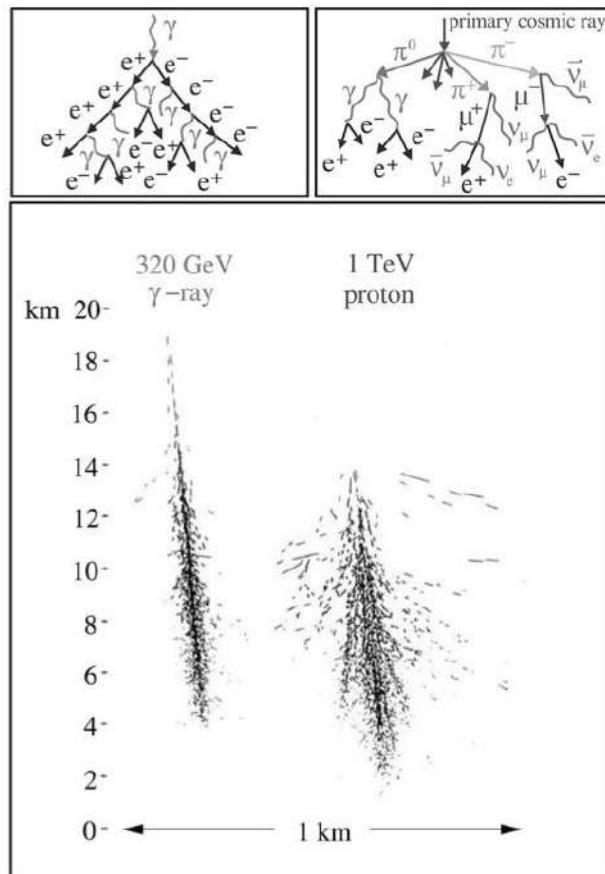 γ
e⁺ e⁻
e⁺ γ γ e⁻
e⁺ γ γ e⁻
γ e⁻ e⁺ γ
e⁻ e⁺ e⁻ e⁺
primary cosmic ray
π⁰ π⁻
γ γ π⁺ μ⁻ ν̄μ
μ⁺
e⁻ e⁻ νμ ν̄e
e⁺ e⁺ ν̄μ e⁺ νe νμ e⁻
320 GeV
γ-ray
1 TeV
proton
km 20
18
16
14
12
10
8
6
4
2
0
1 km